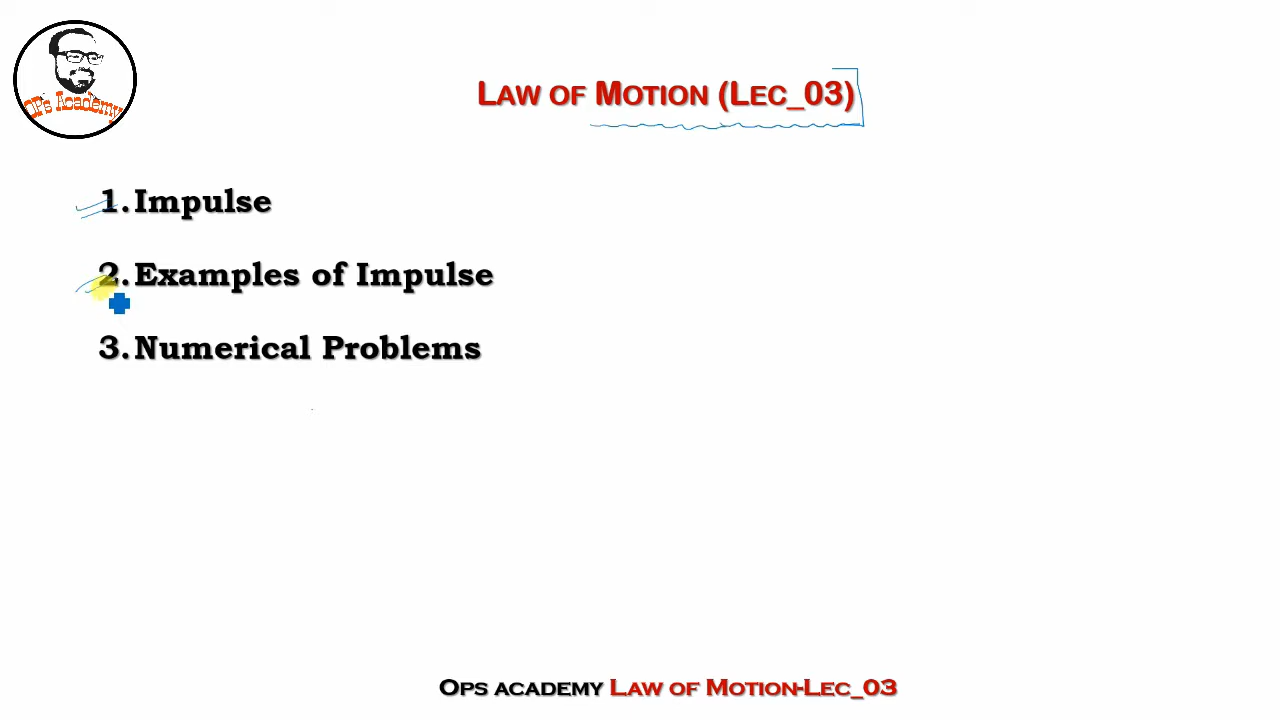 OPs Academy
LAW OF MOTION (LEC_03)
1. Impulse
2. Examples of Impulse
3. Numerical Problems
OPS ACADEMY LAW OF MOTION-LEC_03